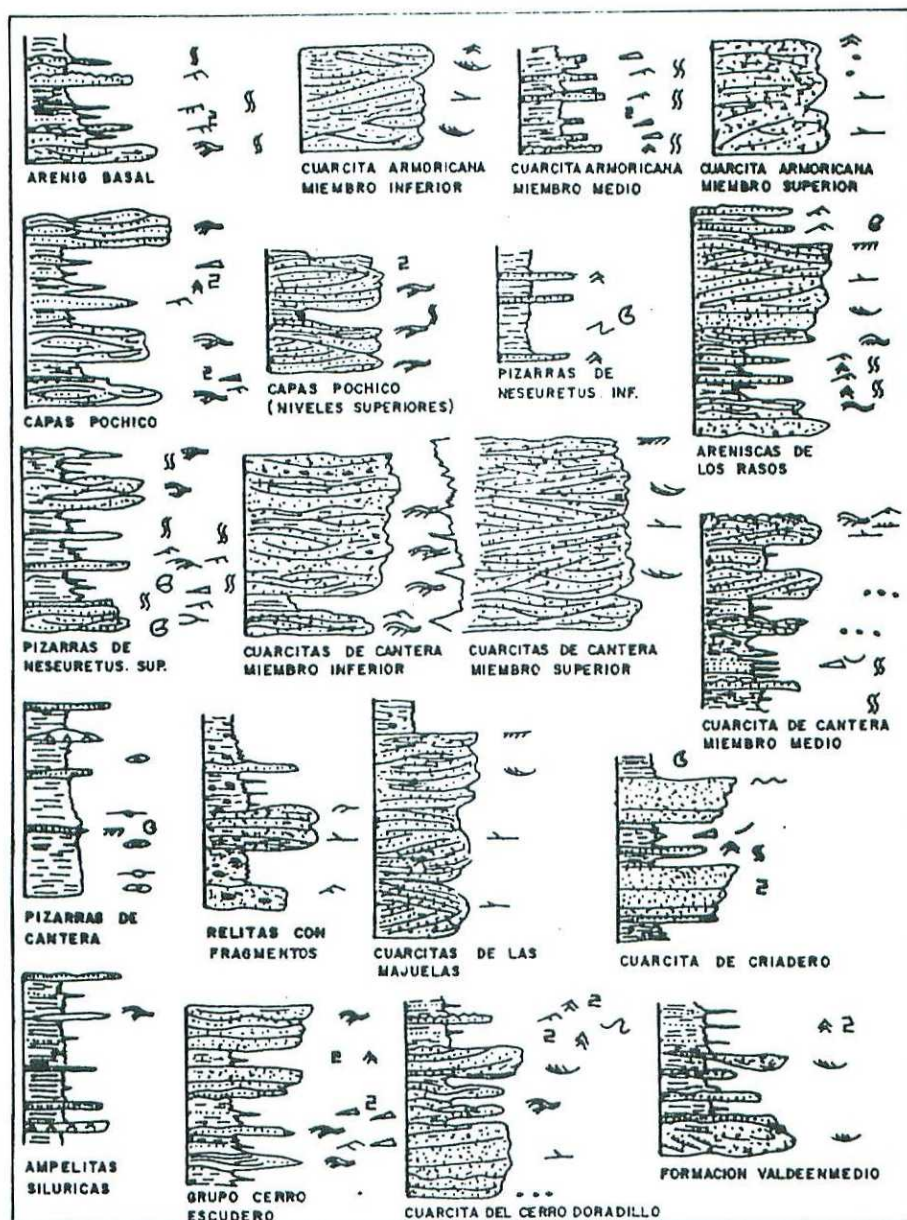 ARENIG BASAL
CUARCITA ARMORICANA
MIEMBRO INFERIOR
CUARCITA ARMORICANA
MIEMBRO MEDIO
CUARCITA ARMORICANA
MIEMBRO SUPERIOR
CAPAS POCHICO
CAPAS POCHICO
(NIVELES SUPERIORES)
PIZARRAS DE
NESEURETUS. INF.
ARENISCAS DE
LOS RASOS
PIZARRAS DE
NESEURETUS. SUP.
CUARCITAS DE CANTERA
MIEMBRO INFERIOR
CUARCITAS DE CANTERA
MIEMBRO SUPERIOR
CUARCITA DE CANTERA
MIEMBRO MEDIO
PIZARRAS DE
CANTERA
RELITAS CON
FRAGMENTOS
CUARCITAS DE LAS
MAJUELAS
CUARCITA DE CRIADERO
AMPELITAS
SILURICAS
GRUPO CERRO
ESCUDERO
CUARCITA DEL CERRO DORADILLO
FORMACION VALDEENMEDIO